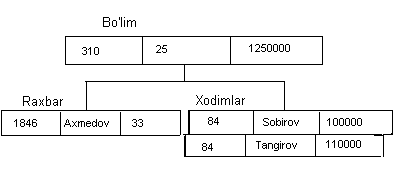 Bo'lim
310 25 1250000
Raxbar
Xodimlar
1846 Axmedov 33
84 Sobirov 100000
84 Tangirov 110000